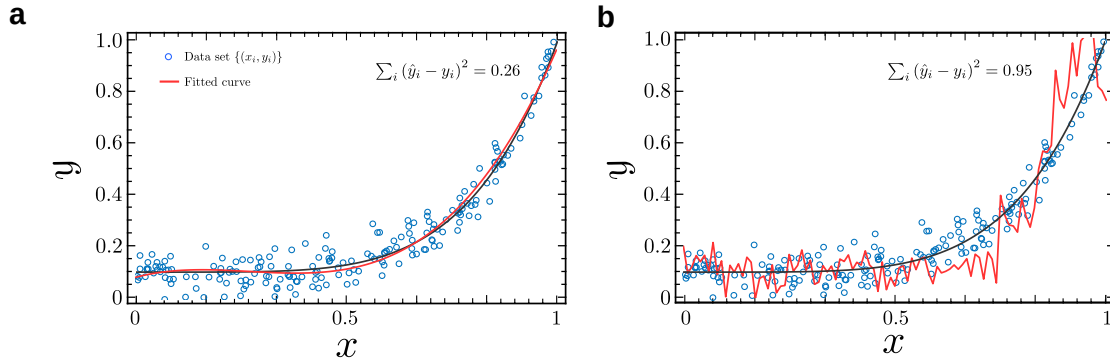 a
1.0
0.8
0.6
0.4
0.2
0
y
0
0.5
1
x
Data set {(x_i, y_i)}
Fitted curve
∑_i (ŷ_i − y_i)² = 0.26
b
1.0
0.8
0.6
0.4
0.2
0
y
0
0.5
1
x
∑_i (ŷ_i − y_i)² = 0.95